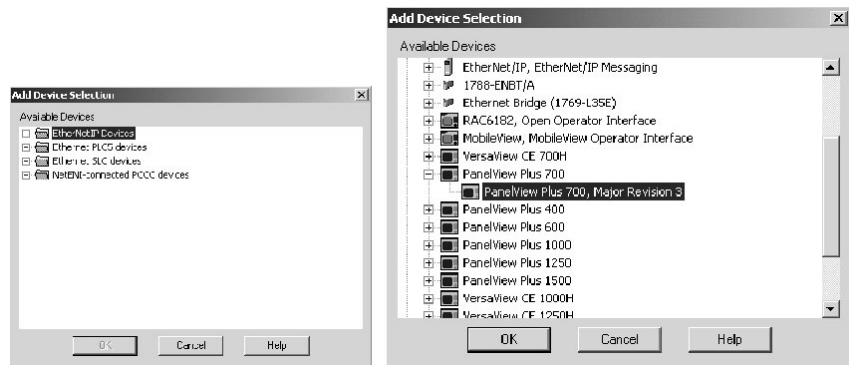 Add Device Selection
Available Devices
EtherNetIP Devices
Ethernet PLC5 devices
Ethernet SLC devices
NetENI-connected PCCC devices
OK
Cancel
Help
Add Device Selection
Available Devices
EtherNet/IP, EtherNet/IP Messaging
1788-ENBT/A
Ethernet Bridge (1769-L35E)
RAC6182, Open Operator Interface
MobileView, MobileView Operator Interface
VersaView CE 700H
PanelView Plus 700
PanelView Plus 700, Major Revision 3
PanelView Plus 400
PanelView Plus 600
PanelView Plus 1000
PanelView Plus 1250
PanelView Plus 1500
VersaView CE 1000H
VersaView CE 1250H
OK
Cancel
Help